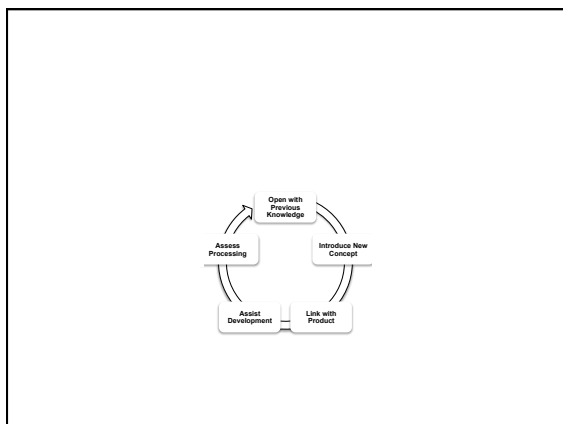 Open with
Previous
Knowledge
Introduce New
Concept
Link with
Product
Assist
Development
Assess
Processing